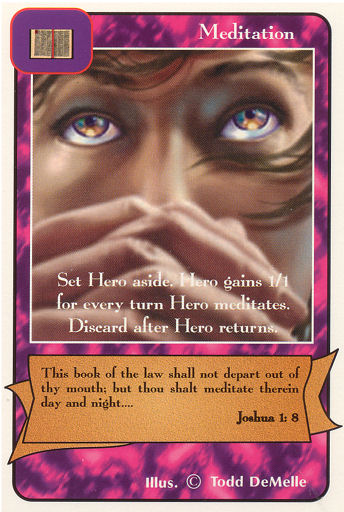 Meditation
Set Hero aside. Hero gains 1/1
for every turn Hero meditates.
Discard after Hero returns.
This book of the law shall not depart out of
thy mouth; but thou shalt meditate therein
day and night....
Joshua 1: 8
Illus. © Todd DeMelle